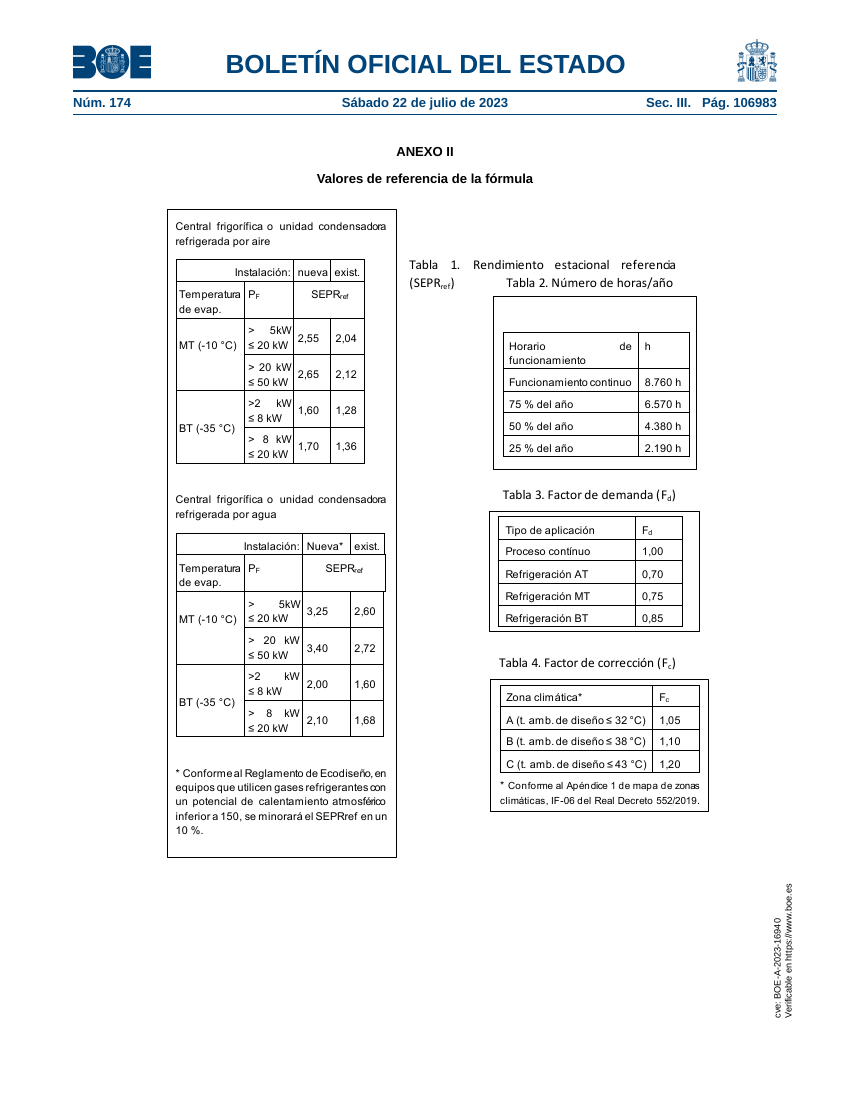 BOE
BOLETÍN OFICIAL DEL ESTADO
Núm. 174 Sábado 22 de julio de 2023 Sec. III. Pág. 106983
ANEXO II
Valores de referencia de la fórmula
Central frigorífica o unidad condensadora
refrigerada por aire
Instalación: nueva exist.
Temperatura PF SEPRref
de evap.
MT (-10 °C)
> 5kW
≤ 20 kW 2,55 2,04
> 20 kW
≤ 50 kW 2,65 2,12
BT (-35 °C)
>2 kW
≤ 8 kW 1,60 1,28
> 8 kW
≤ 20 kW 1,70 1,36
Central frigorífica o unidad condensadora
refrigerada por agua
Instalación: Nueva* exist.
Temperatura PF SEPRref
de evap.
MT (-10 °C)
> 5kW
≤ 20 kW 3,25 2,60
> 20 kW
≤ 50 kW 3,40 2,72
BT (-35 °C)
>2 kW
≤ 8 kW 2,00 1,60
> 8 kW
≤ 20 kW 2,10 1,68
* Conforme al Reglamento de Ecodiseño, en
equipos que utilicen gases refrigerantes con
un potencial de calentamiento atmosférico
inferior a 150, se minorará el SEPRref en un
10 %.
Tabla 1. Rendimiento estacional referencia
(SEPRref)
Tabla 2. Número de horas/año
Horario de h
funcionamiento
Funcionamiento continuo 8.760 h
75 % del año 6.570 h
50 % del año 4.380 h
25 % del año 2.190 h
Tabla 3. Factor de demanda (Fd)
Tipo de aplicación Fd
Proceso contínuo 1,00
Refrigeración AT 0,70
Refrigeración MT 0,75
Refrigeración BT 0,85
Tabla 4. Factor de corrección (Fc)
Zona climática* Fc
A (t. amb. de diseño ≤ 32 °C) 1,05
B (t. amb. de diseño ≤ 38 °C) 1,10
C (t. amb. de diseño ≤ 43 °C) 1,20
* Conforme al Apéndice 1 de mapa de zonas
climáticas, IF-06 del Real Decreto 552/2019.
cve: BOE-A-2023-16940
Verificable en https://www.boe.es